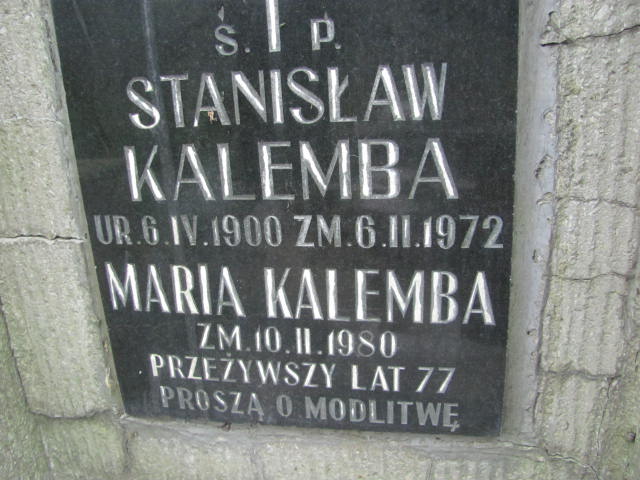 Ś. P.
STANISŁAW
KALEMBA
UR. 6. IV. 1900 ZM. 6. II. 1972
MARIA KALEMBA
ZM. 10. II. 1980
PRZEŻYWSZY LAT 77
PROSZĄ O MODLITWĘ